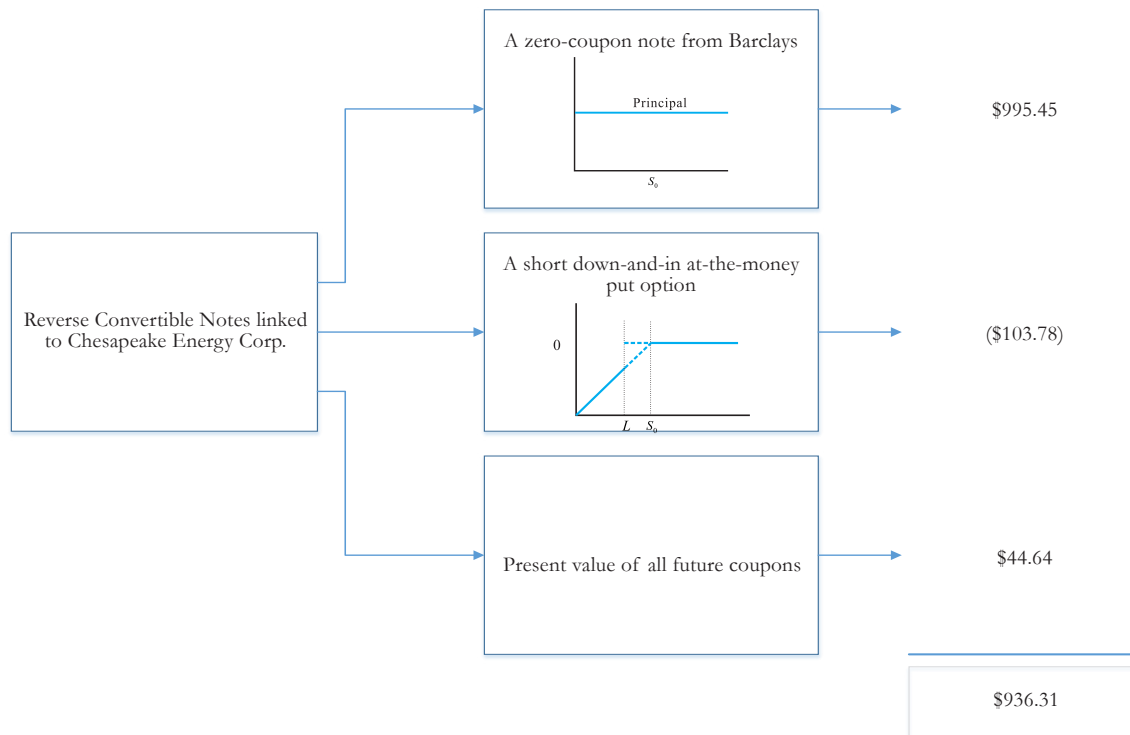 Reverse Convertible Notes linked
to Chesapeake Energy Corp.
A zero-coupon note from Barclays
Principal
S₀
$995.45
A short down-and-in at-the-money
put option
0
L S₀
($103.78)
Present value of all future coupons
$44.64
$936.31